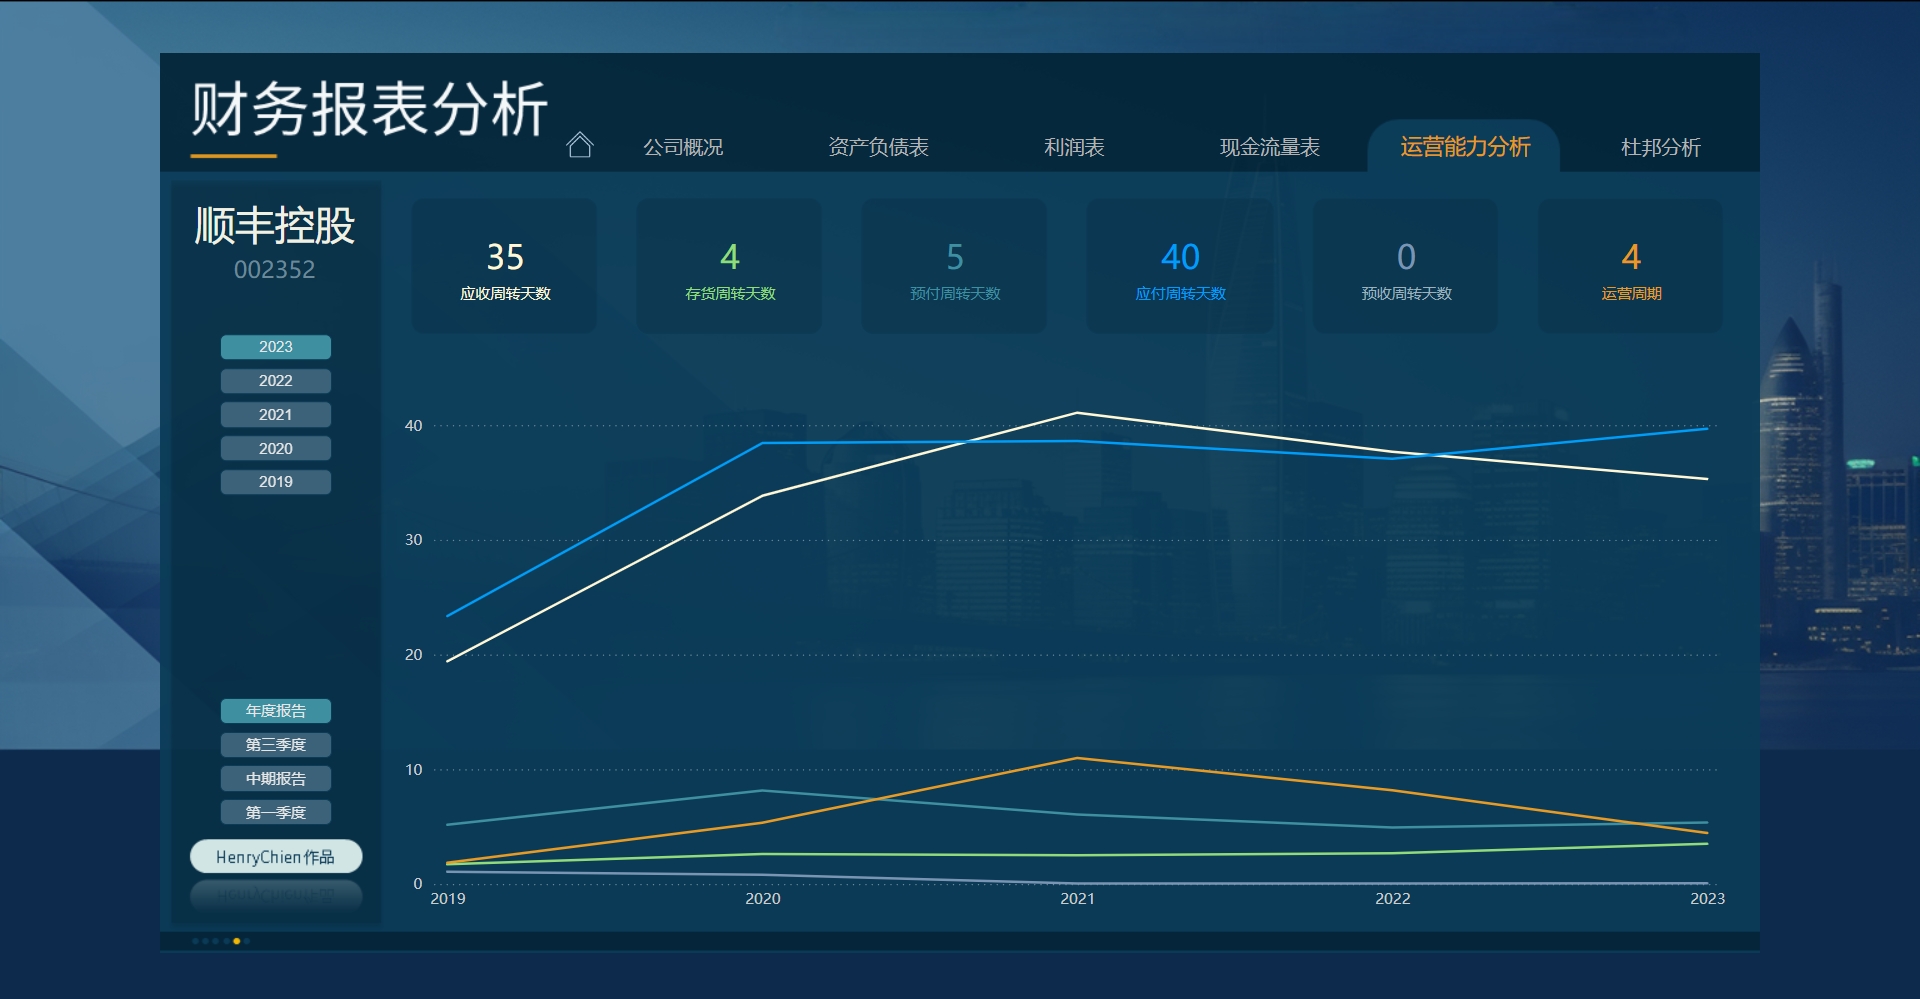 财务报表分析
公司概况
资产负债表
利润表
现金流量表
运营能力分析
杜邦分析
顺丰控股
002352
2023
2022
2021
2020
2019
年度报告
第三季度
中期报告
第一季度
HenryChien作品
35
应收周转天数
4
存货周转天数
5
预付周转天数
40
应付周转天数
0
预收周转天数
4
运营周期
40
30
20
10
0
2019
2020
2021
2022
2023